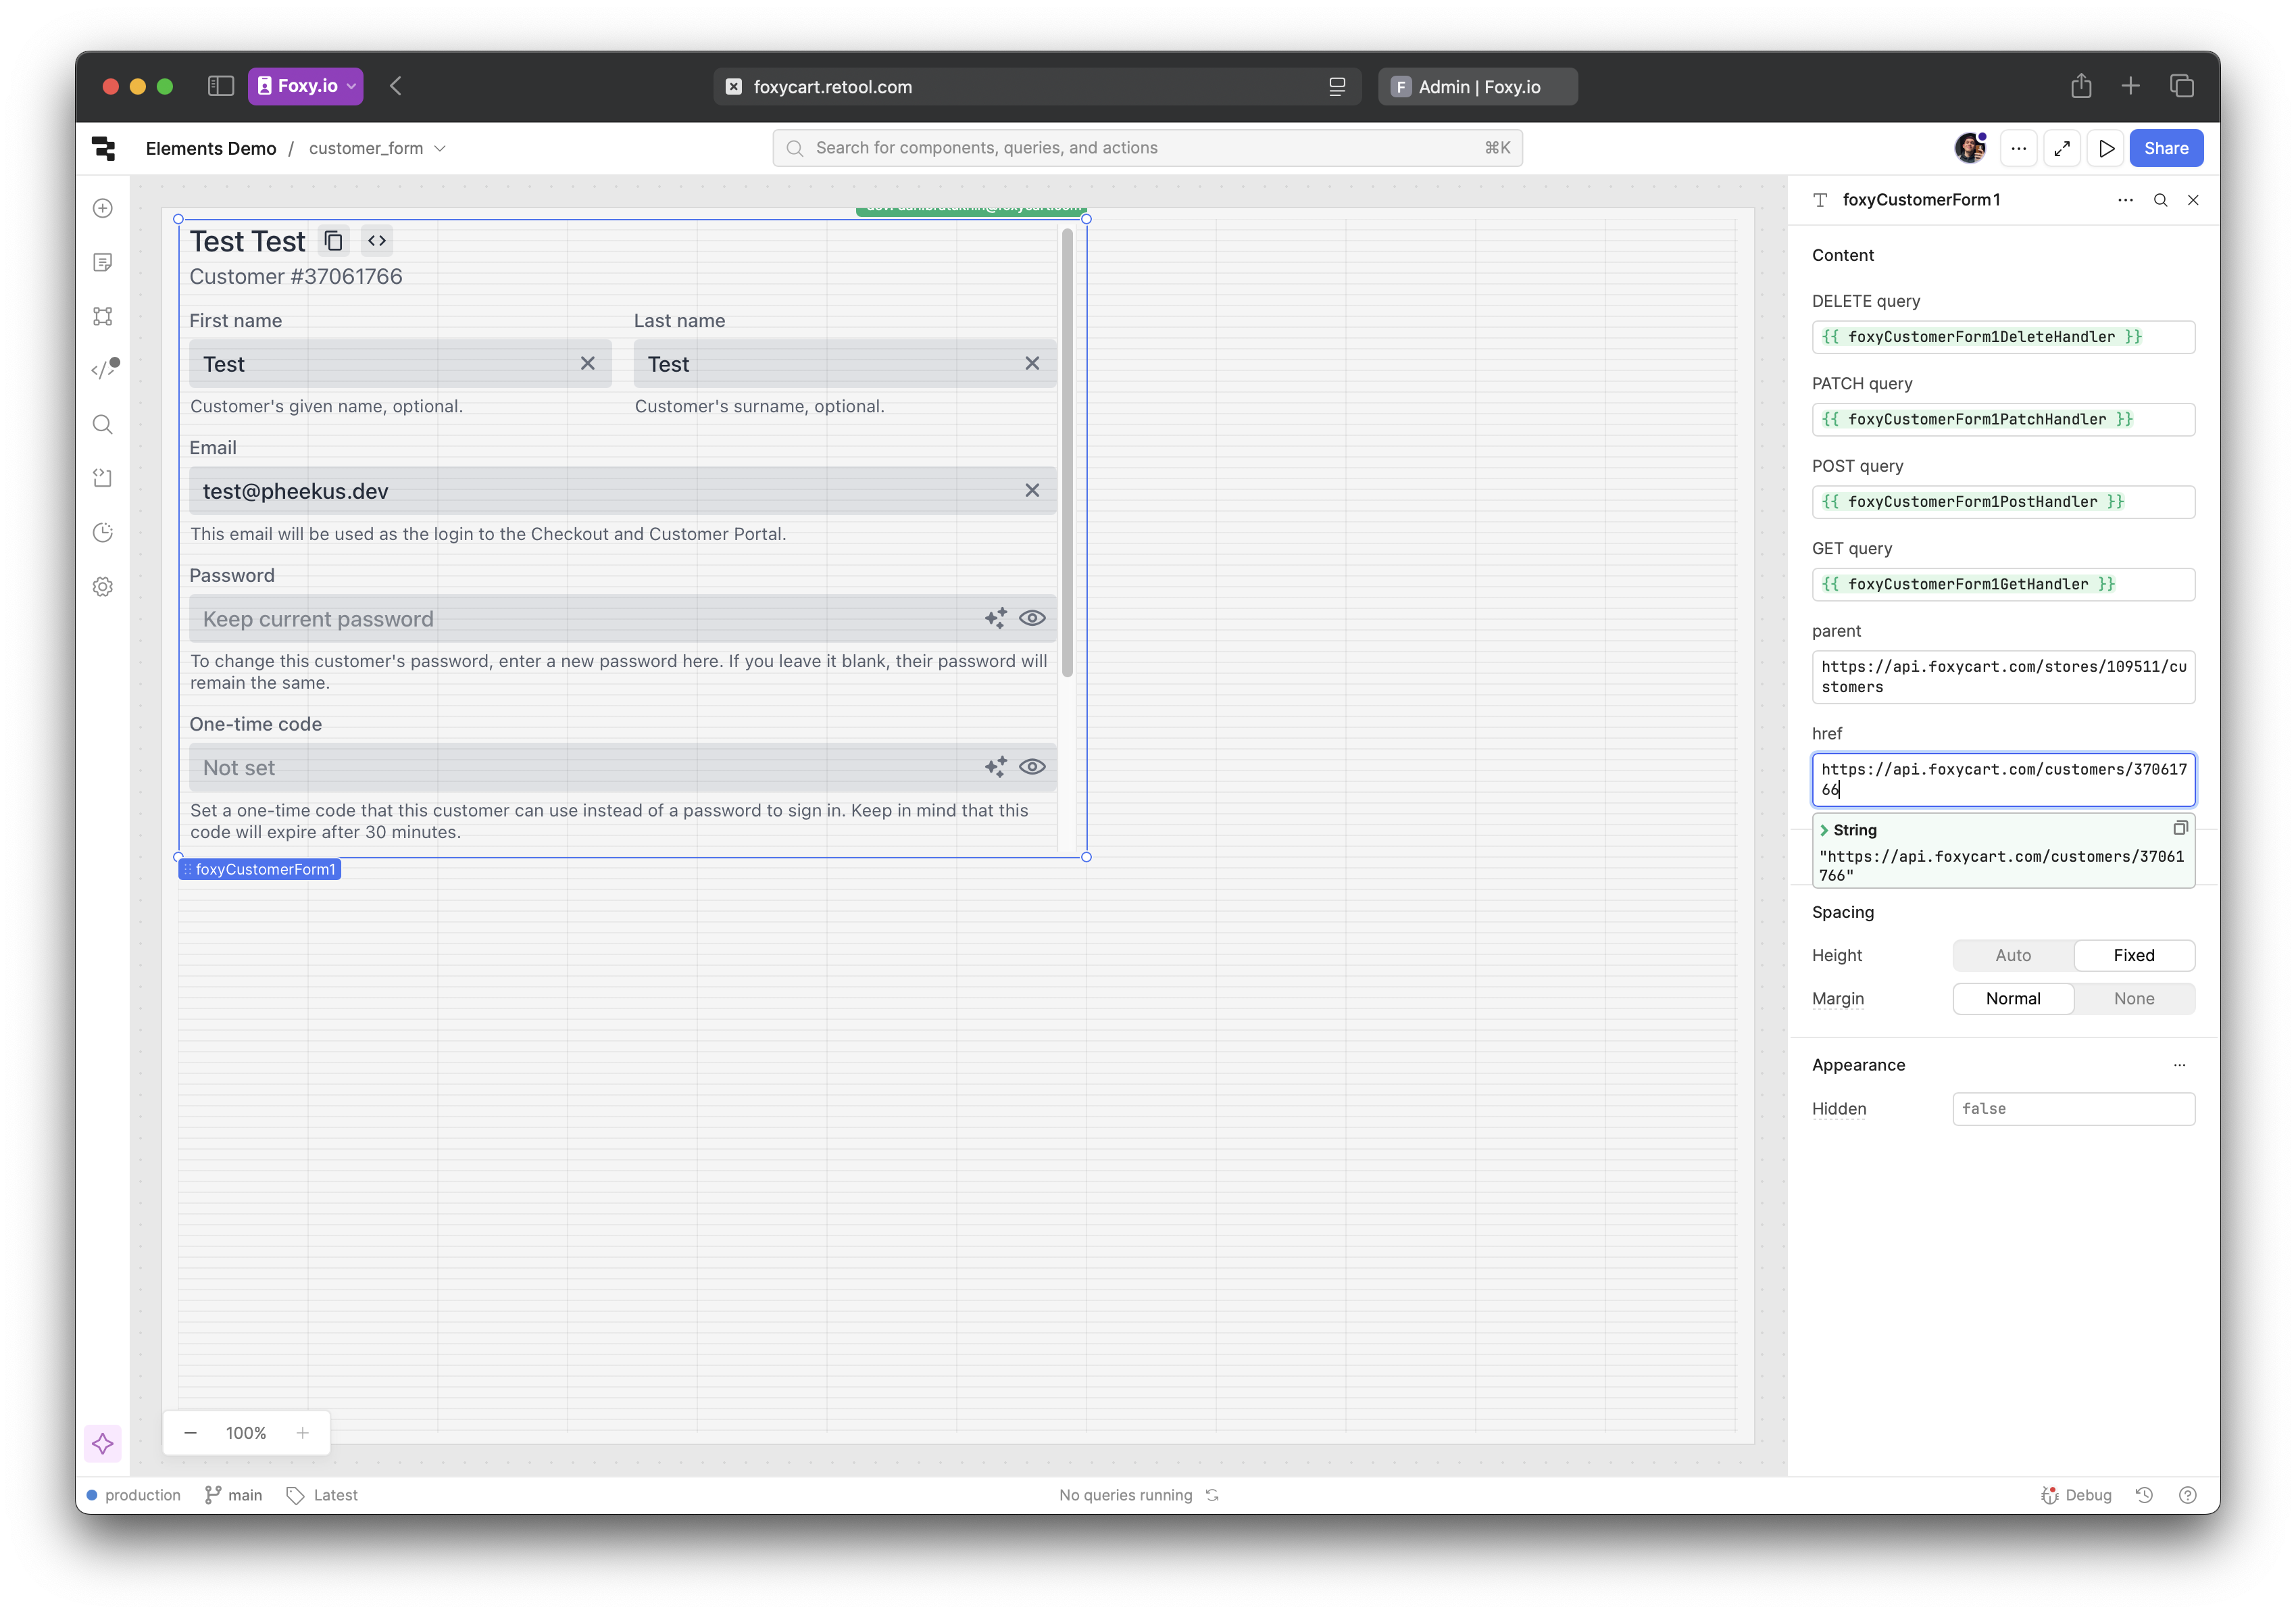 Foxy.io
foxycart.retool.com
F
Admin | Foxy.io
Elements Demo / customer_form
Search for components, queries, and actions
⌘K
Share
foxyCustomerForm1
Test Test
Customer #37061766
First name
Last name
Test
Test
Customer's given name, optional.
Customer's surname, optional.
Email
test@pheekus.dev
This email will be used as the login to the Checkout and Customer Portal.
Password
Keep current password
To change this customer's password, enter a new password here. If you leave it blank, their password will
remain the same.
One-time code
Not set
Set a one-time code that this customer can use instead of a password to sign in. Keep in mind that this
code will expire after 30 minutes.
foxyCustomerForm1
100%
Content
DELETE query
{{ foxyCustomerForm1DeleteHandler }}
PATCH query
{{ foxyCustomerForm1PatchHandler }}
POST query
{{ foxyCustomerForm1PostHandler }}
GET query
{{ foxyCustomerForm1GetHandler }}
parent
https://api.foxycart.com/stores/109511/cu
stomers
href
https://api.foxycart.com/customers/370617
66
String
"https://api.foxycart.com/customers/37061
766"
Spacing
Height
Auto
Fixed
Margin
Normal
None
Appearance
Hidden
false
production
main
Latest
No queries running
Debug